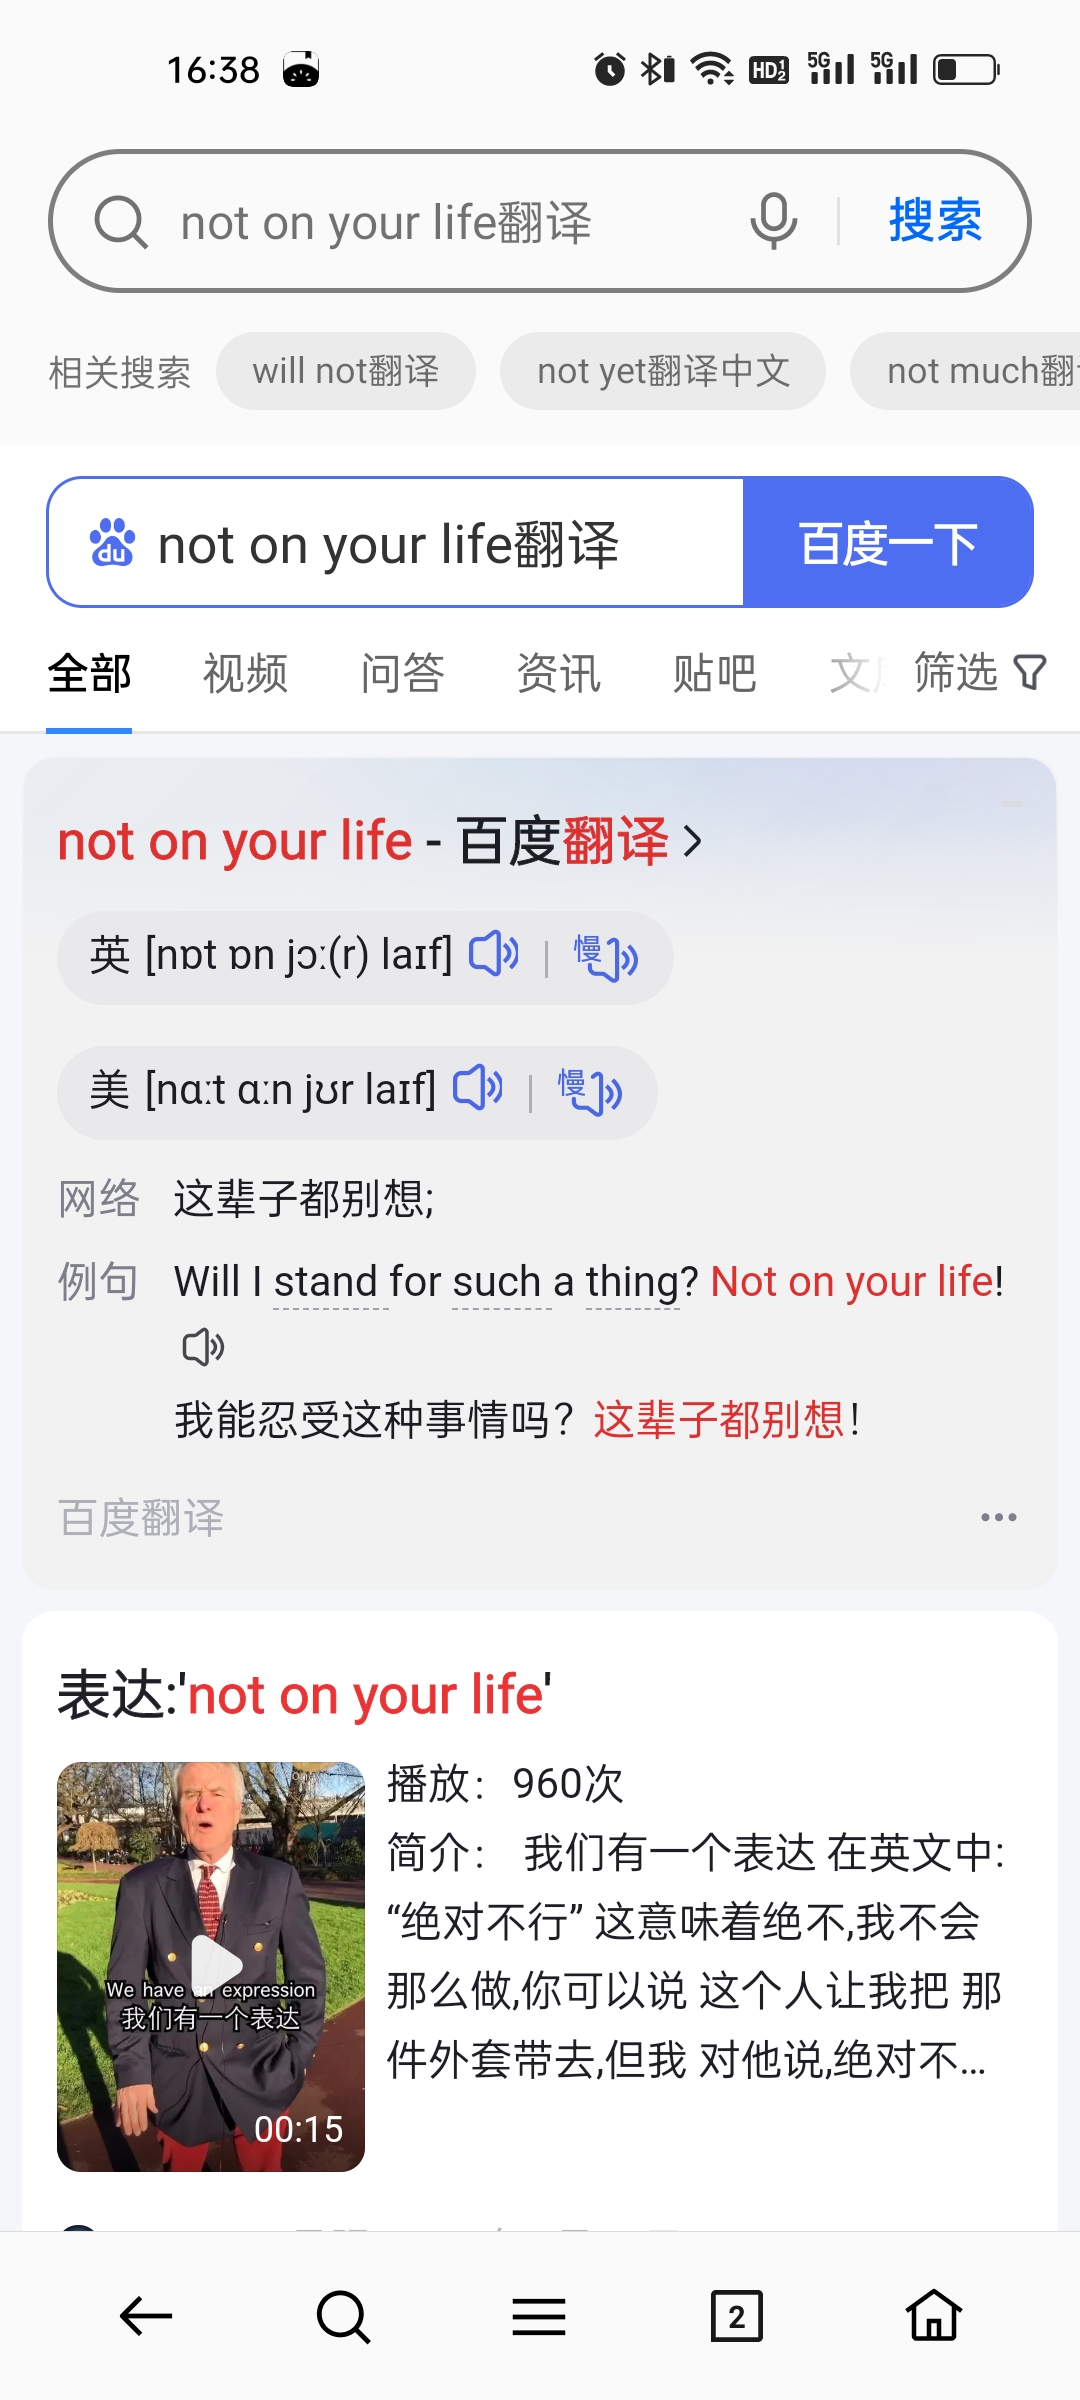 16:38
HD 1 2 5G 5G
not on your life翻译
搜索
相关搜索 will not翻译 not yet翻译中文 not much翻
du not on your life翻译 百度一下
全部 视频 问答 资讯 贴吧 文 筛选
not on your life - 百度翻译
英 [nɒt ɒn jɔː(r) laɪf] 慢
美 [nɑːt ɑːn jʊr laɪf] 慢
网络 这辈子都别想;
例句 Will I stand for such a thing? Not on your life!
我能忍受这种事情吗？这辈子都别想！
百度翻译
表达:'not on your life'
播放：960次
简介： 我们有一个表达 在英文中:
“绝对不行” 这意味着绝不,我不会
那么做,你可以说 这个人让我把 那
件外套带去,但我 对他说,绝对不...
We have an expression
我们有一个表达
00:15
2